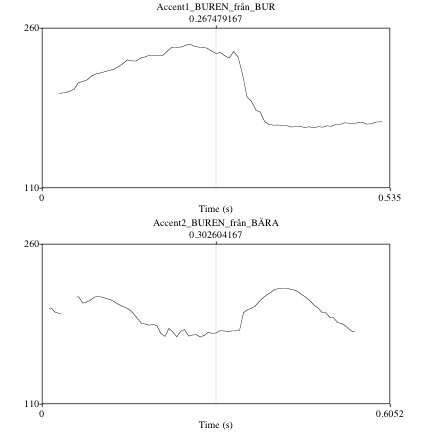 Accent1_BUREN_från_BUR
0.267479167
260
110
0
0.535
Time (s)
Accent2_BUREN_från_BÄRA
0.302604167
260
110
0
0.6052
Time (s)